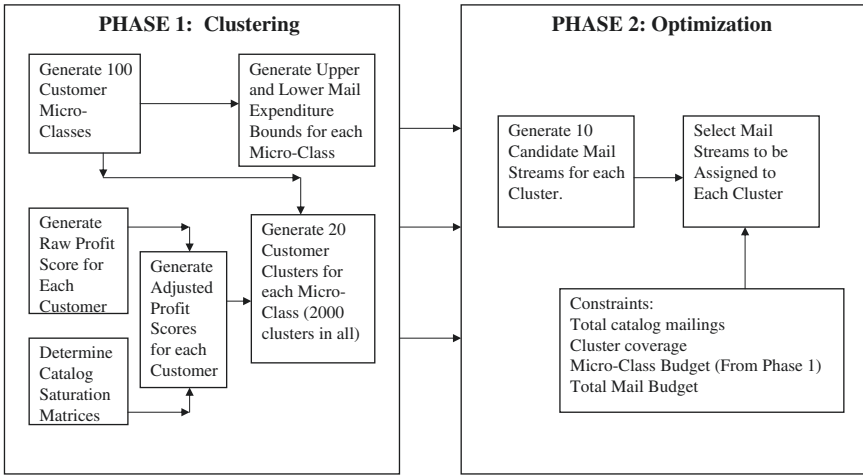 PHASE 1:  Clustering
Generate 100
Customer
Micro-
Classes
Generate Upper
and Lower Mail
Expenditure
Bounds for each
Micro-Class
Generate
Raw Profit
Score for
Each
Customer
Generate
Adjusted
Profit
Scores
for each
Customer
Generate 20
Customer
Clusters for
each Micro-
Class (2000
clusters in all)
Determine
Catalog
Saturation
Matrices
PHASE 2: Optimization
Generate 10
Candidate Mail
Streams for each
Cluster.
Select Mail
Streams to be
Assigned to
Each Cluster
Constraints:
Total catalog mailings
Cluster coverage
Micro-Class Budget (From Phase 1)
Total Mail Budget